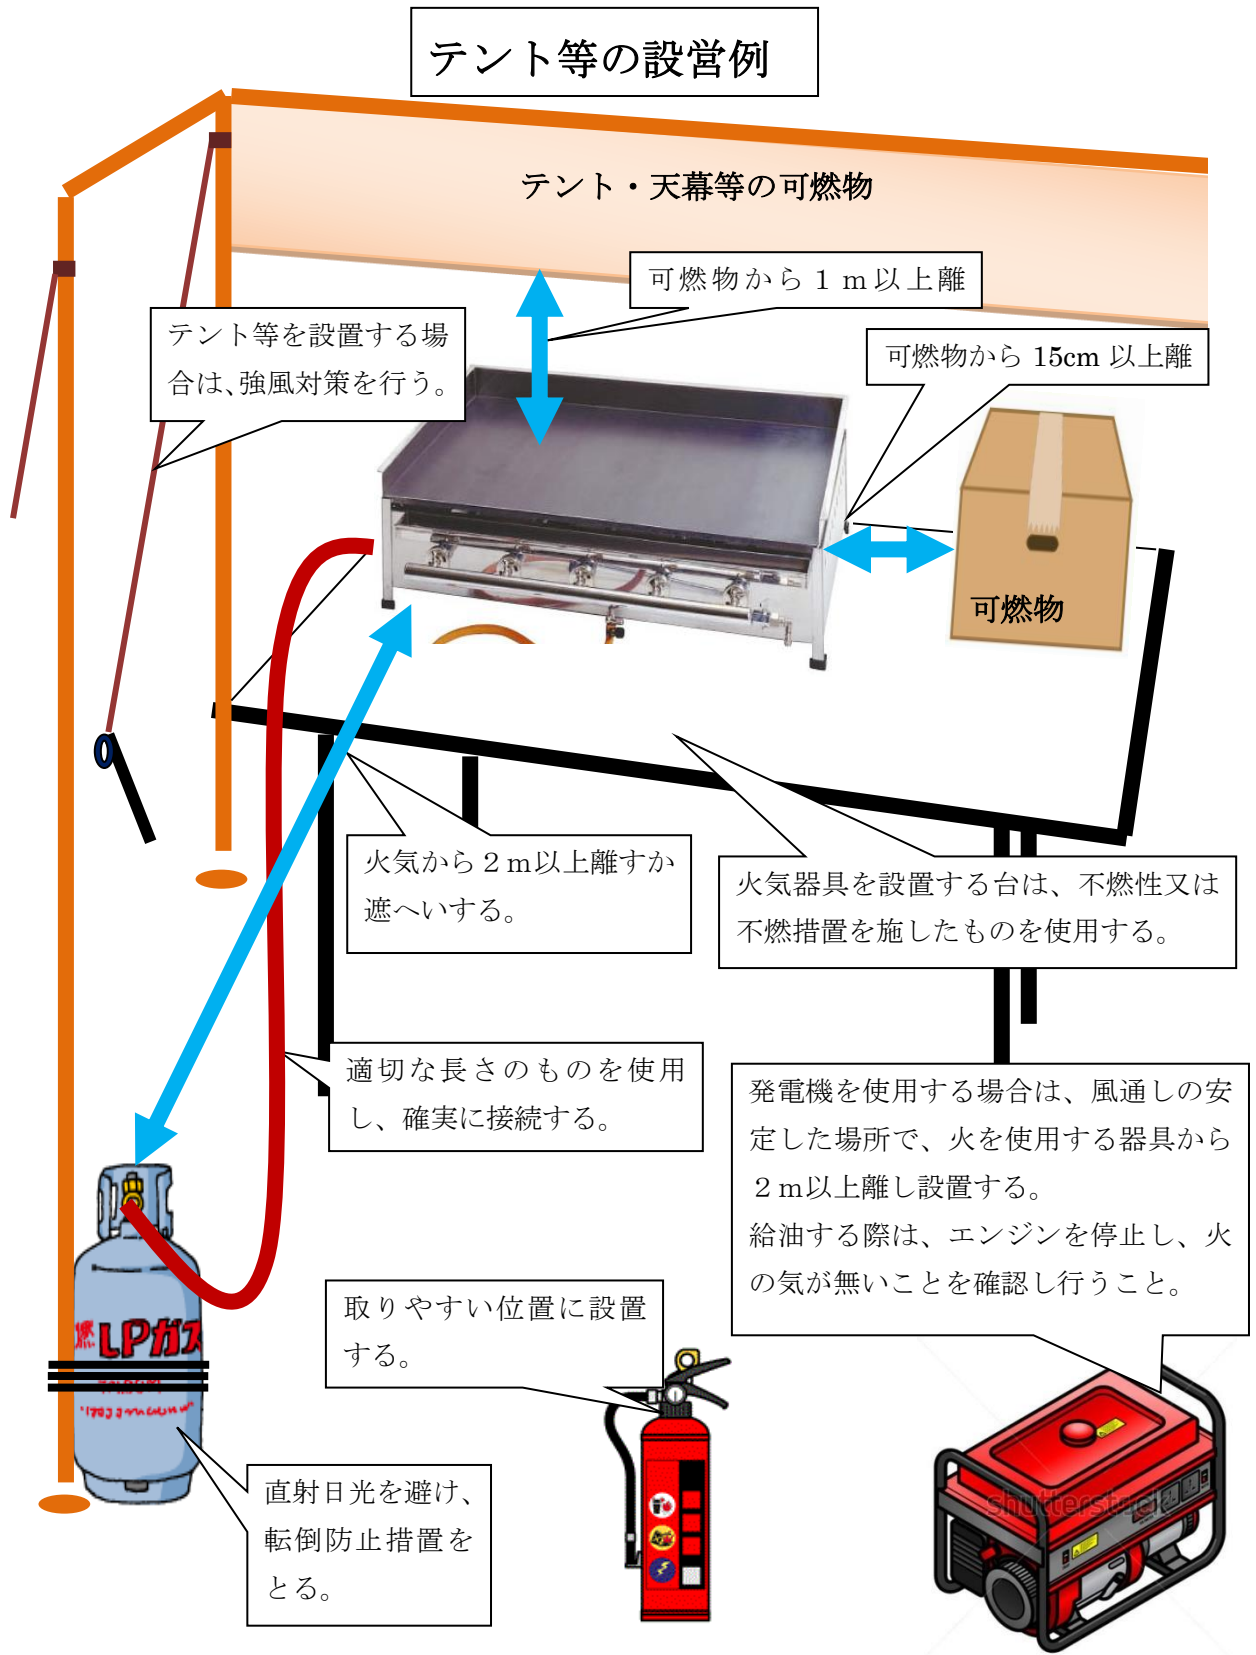 テント等の設営例
テント・天幕等の可燃物
可燃物から１ｍ以上離
テント等を設置する場
合は、強風対策を行う。
可燃物から 15cm 以上離
可燃物
火気から２ｍ以上離すか
遮へいする。
火気器具を設置する台は、不燃性又は
不燃措置を施したものを使用する。
適切な長さのものを使用
し、確実に接続する。
発電機を使用する場合は、風通しの安
定した場所で、火を使用する器具から
２ｍ以上離し設置する。
給油する際は、エンジンを停止し、火
の気が無いことを確認し行うこと。
燃 LPガス
取りやすい位置に設置
する。
直射日光を避け、
転倒防止措置を
とる。
shutterstock